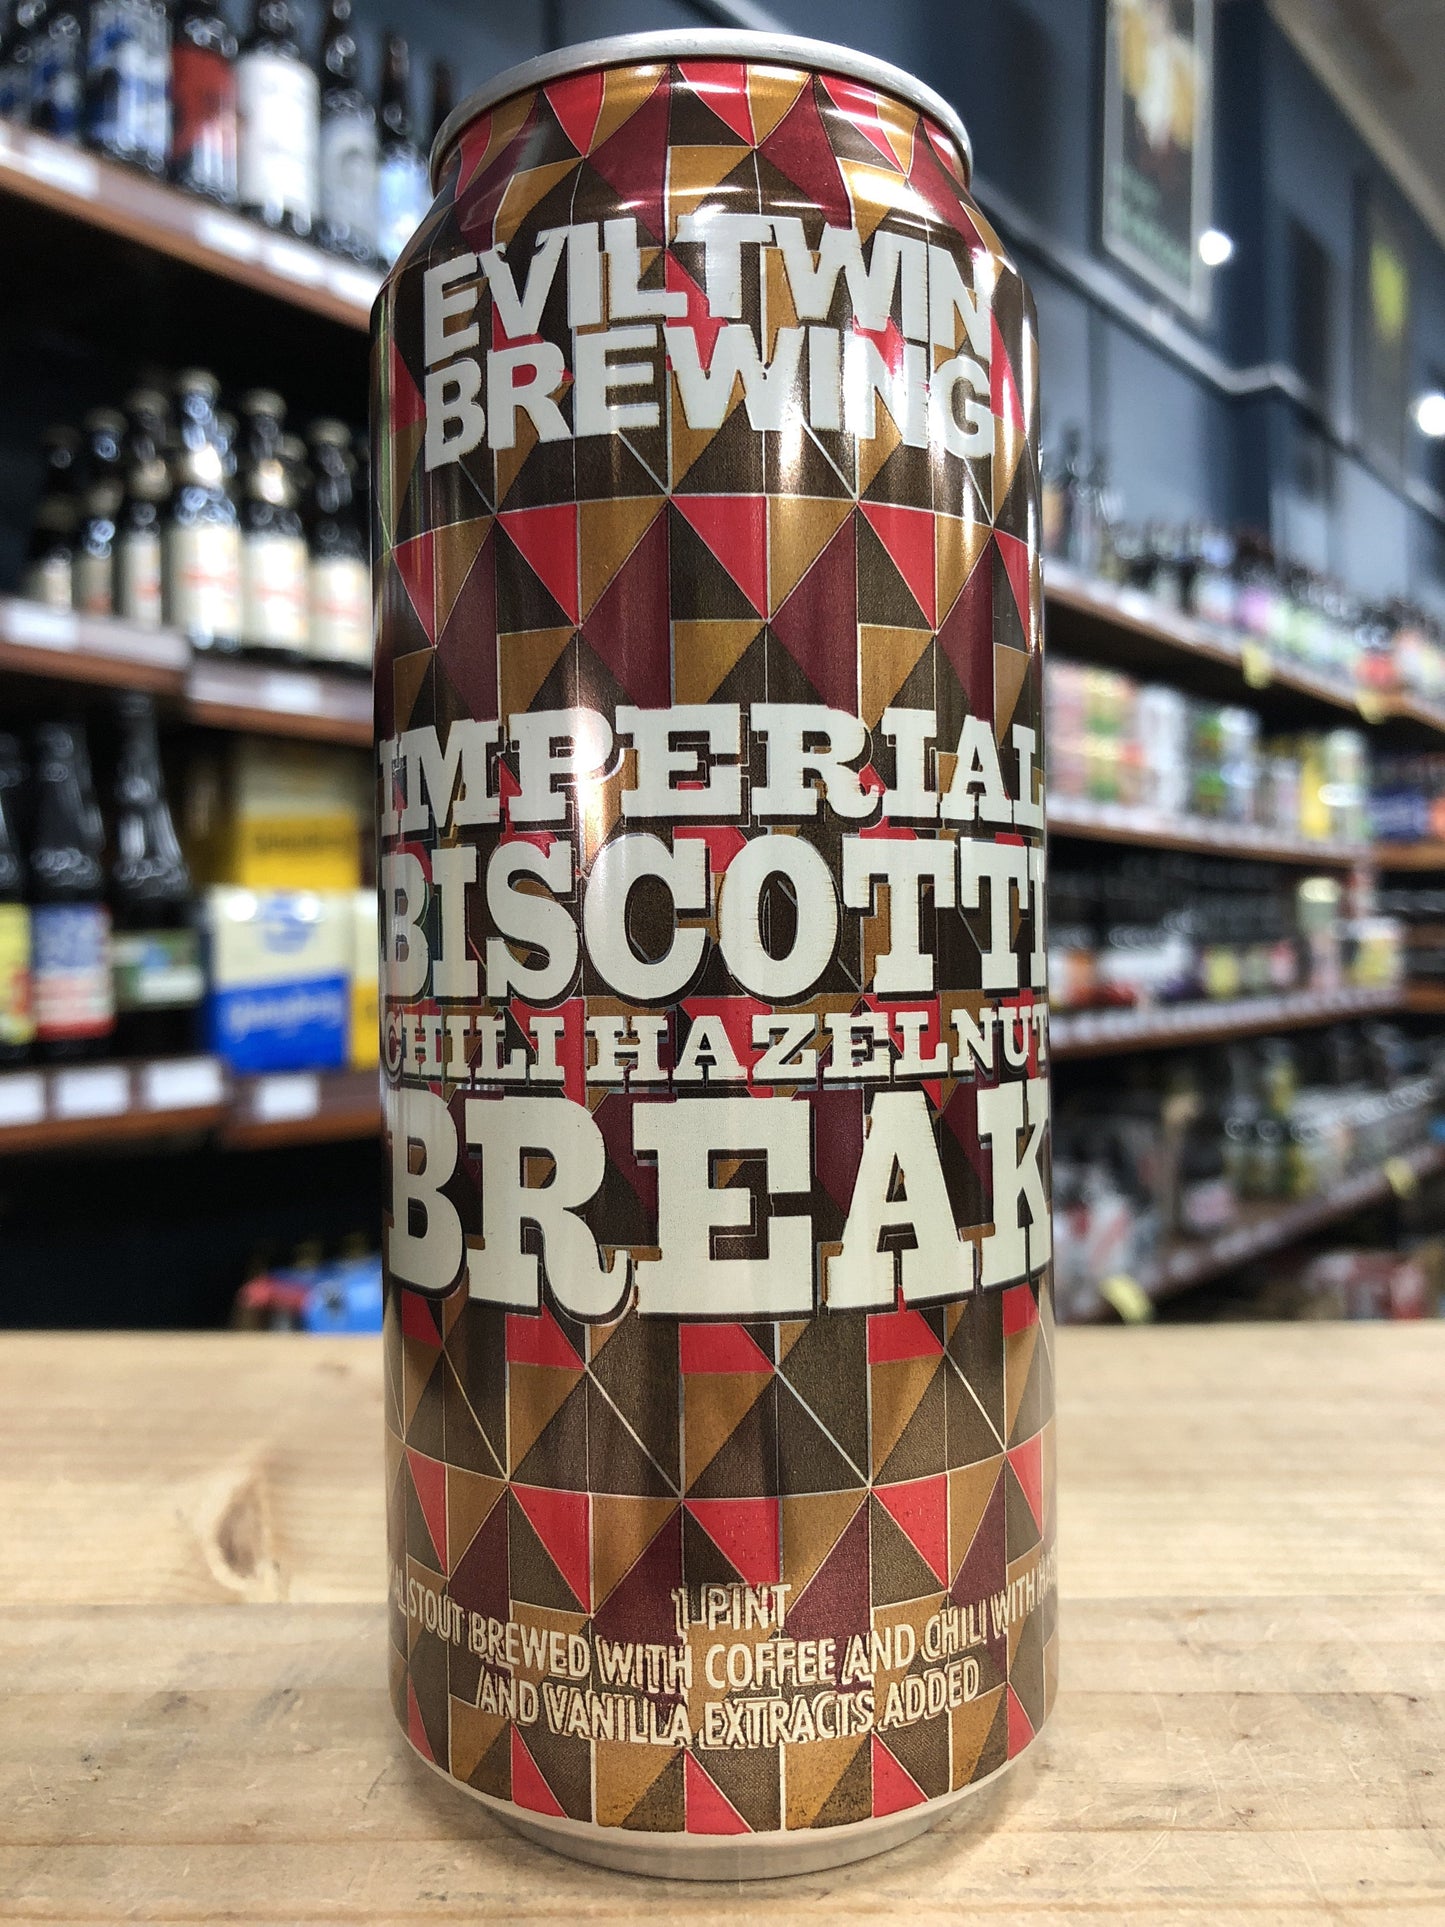 EVIL TWIN
BREWING
IMPERIAL
BISCOTTI
CHILI HAZELNUT
BREAK
1 PINT
STOUT BREWED WITH COFFEE AND CHILI WITH
AND VANILLA EXTRACTS ADDED